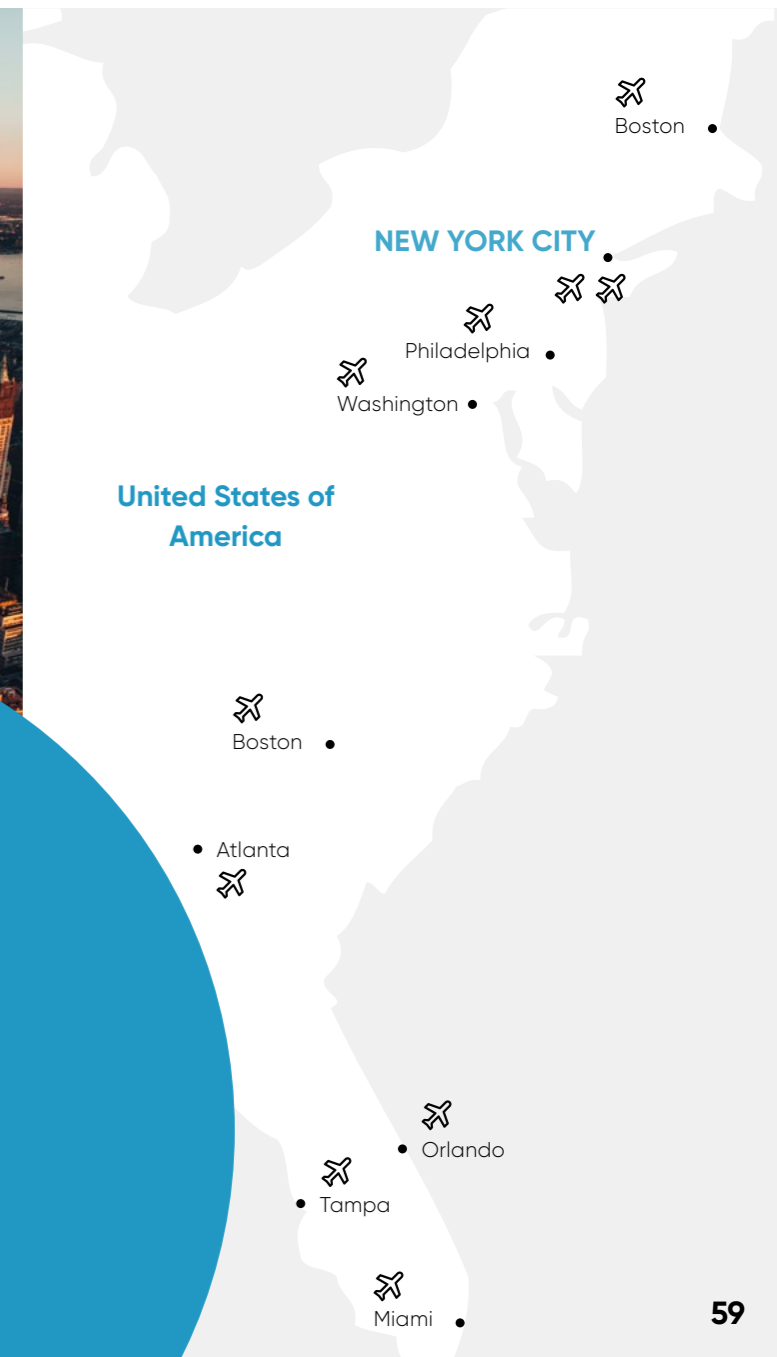 Boston
NEW YORK CITY
Philadelphia
Washington
United States of
America
Boston
Atlanta
Orlando
Tampa
Miami
59